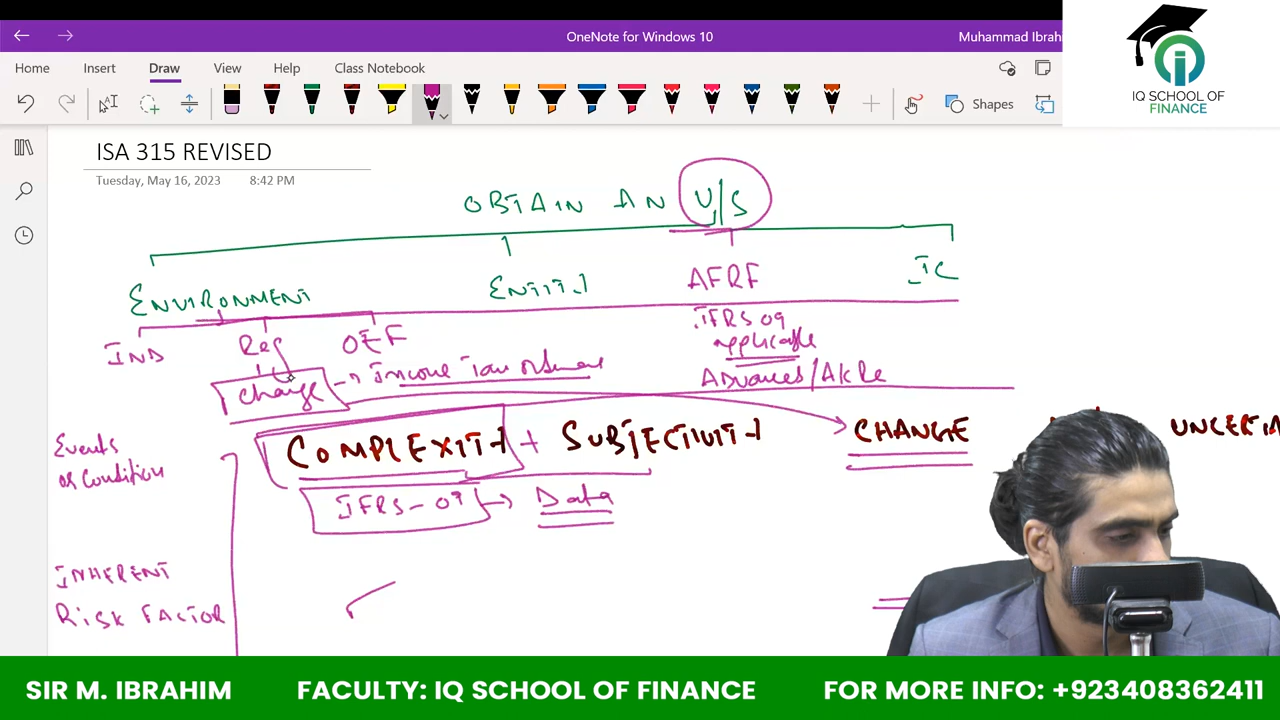 OneNote for Windows 10
Muhammad Ibrah
Home Insert Draw View Help Class Notebook
Shapes
IQ SCHOOL OF
FINANCE
ISA 315 REVISED
Tuesday, May 16, 2023 8:42 PM
OBTAIN AN U/S
ENVIRONMENT ENTITY AFRF IC
IND Reg OEF
IFRS 09
applicable
Advances/
change → Income Tax
COMPLEXITY + SUBJECTIVITY CHANGE UNCERTAI
Events
or Condition
IFRS-09 → Data
INHERENT
RISK FACTOR
SIR M. IBRAHIM FACULTY: IQ SCHOOL OF FINANCE FOR MORE INFO: +923408362411